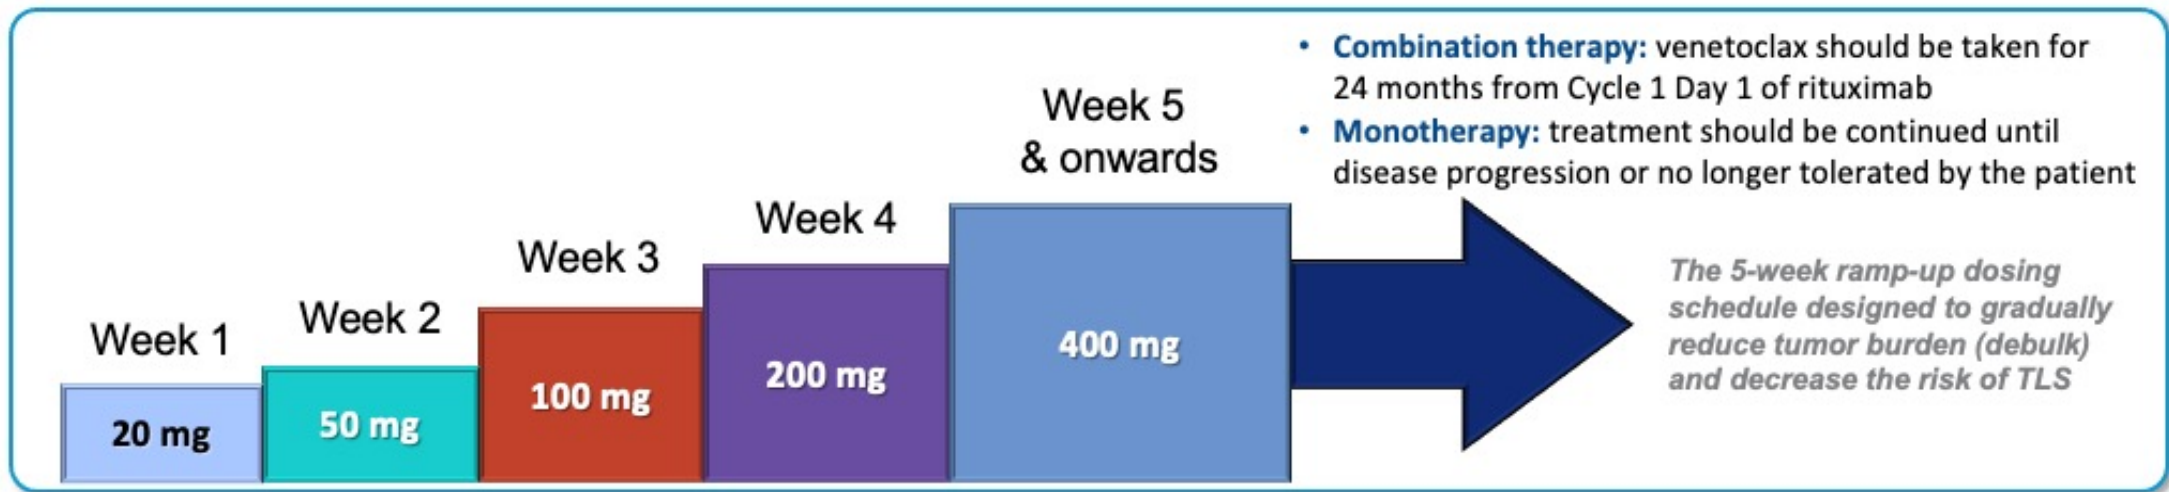 Week 1
20 mg
Week 2
50 mg
Week 3
100 mg
Week 4
200 mg
Week 5
& onwards
400 mg
• Combination therapy: venetoclax should be taken for
24 months from Cycle 1 Day 1 of rituximab
• Monotherapy: treatment should be continued until
disease progression or no longer tolerated by the patient
The 5-week ramp-up dosing
schedule designed to gradually
reduce tumor burden (debulk)
and decrease the risk of TLS